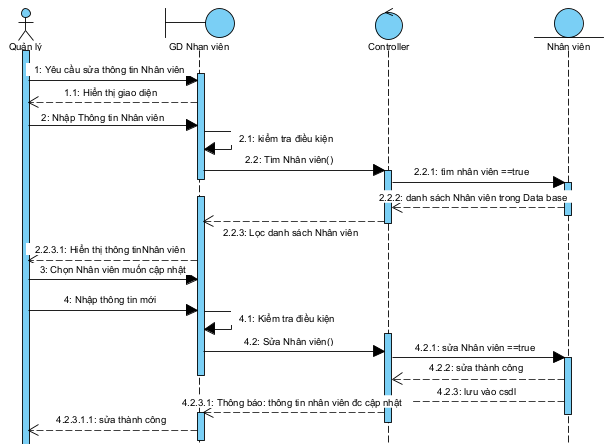 Quản lý
GD Nhan viên
Controller
Nhân viên
1: Yêu cầu sửa thông tin Nhân viên
1.1: Hiển thị giao diện
2: Nhập Thông tin Nhân viên
2.1: kiểm tra điều kiện
2.2: Tìm Nhân viên()
2.2.1: tìm nhân viên ==true
2.2.2: danh sách Nhân viên trong Data base
2.2.3: Lọc danh sách Nhân viên
2.2.3.1: Hiển thị thông tinNhân viên
3: Chọn Nhân viên muốn cập nhật
4: Nhập thông tin mới
4.1: Kiểm tra điều kiện
4.2: Sửa Nhân viên()
4.2.1: sửa Nhân viên ==true
4.2.2: sửa thành công
4.2.3: lưu vào csdl
4.2.3.1: Thông báo: thông tin nhân viên đc cập nhật
4.2.3.1.1: sửa thành công